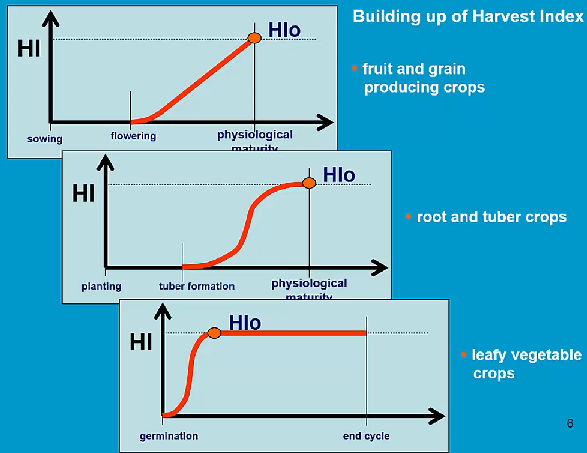 Building up of Harvest Index
HI
HIo
▪ fruit and grain
producing crops
sowing
flowering
physiological
maturity
HI
HIo
▪ root and tuber crops
planting
tuber formation
physiological
maturity
HI
HIo
▪ leafy vegetable
crops
germination
end cycle
6